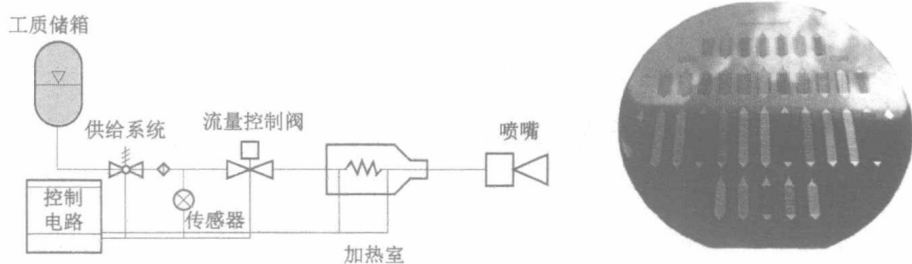 工质储箱
供给系统
流量控制阀
喷嘴
控制
电路
传感器
加热室